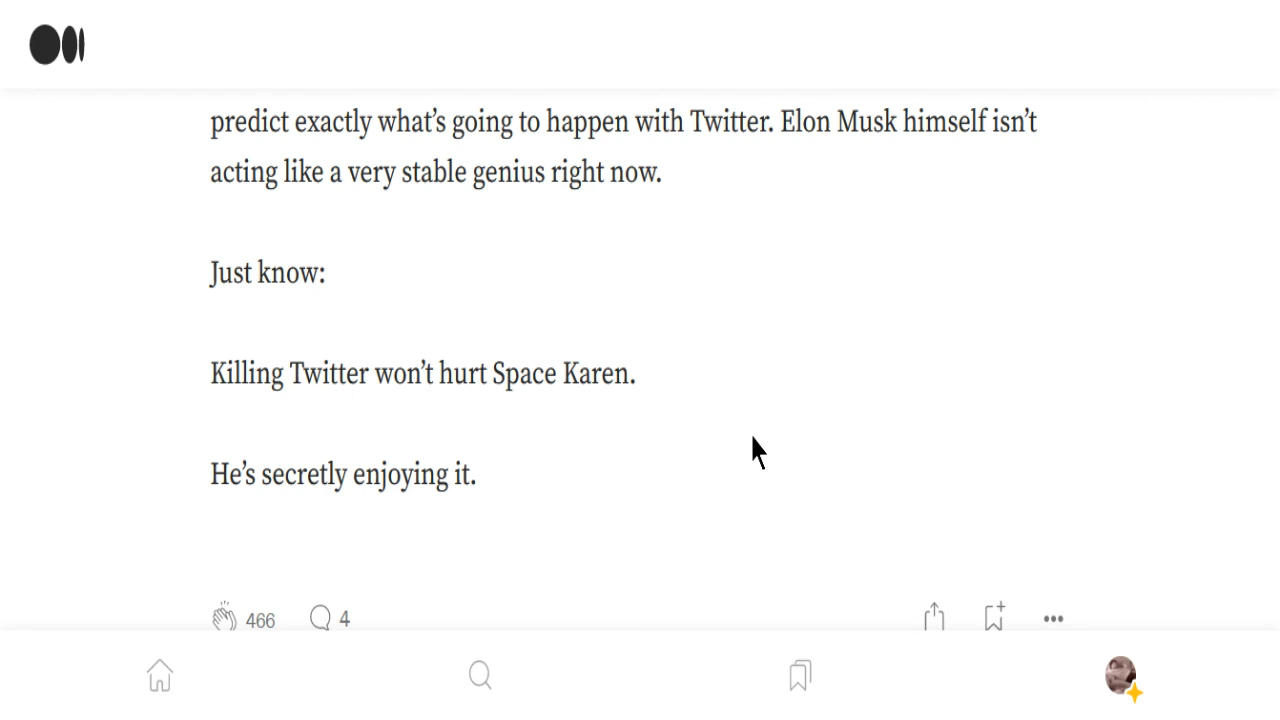 predict exactly what’s going to happen with Twitter. Elon Musk himself isn’t
acting like a very stable genius right now.
Just know:
Killing Twitter won’t hurt Space Karen.
He’s secretly enjoying it.
466 4